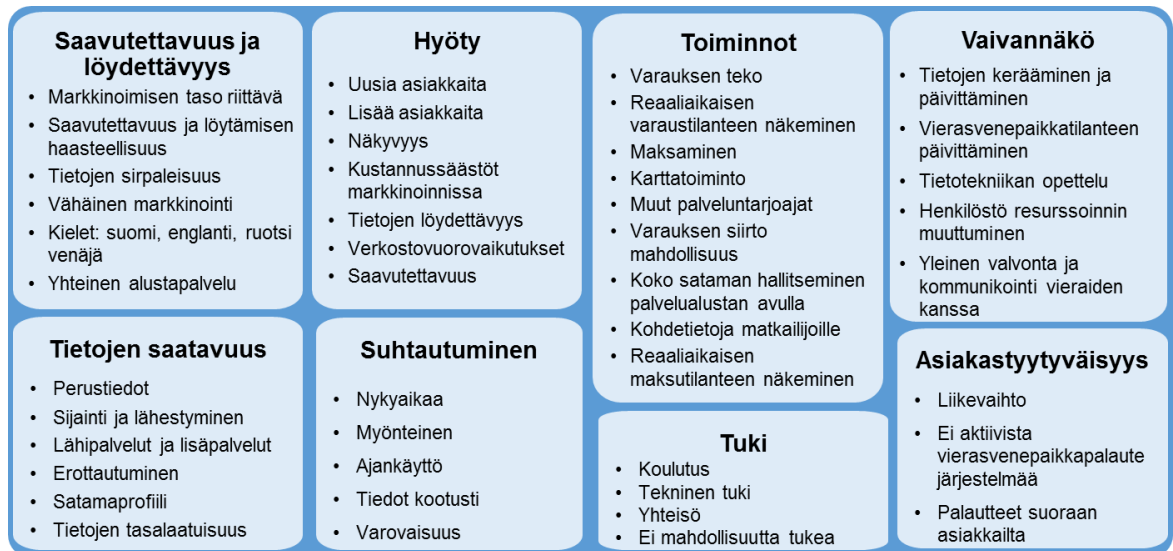 Saavutettavuus ja
löydettävyys
• Markkinoimisen taso riittävä
• Saavutettavuus ja löytämisen
haasteellisuus
• Tietojen sirpaleisuus
• Vähäinen markkinointi
• Kielet: suomi, englanti, ruotsi
venäjä
• Yhteinen alustapalvelu
Hyöty
• Uusia asiakkaita
• Lisää asiakkaita
• Näkyvyys
• Kustannussäästöt
markkinoinnissa
• Tietojen löydettävyys
• Verkostovuorovaikutukset
• Saavutettavuus
Toiminnot
• Varauksen teko
• Reaaliaikaisen
varaustilanteen näkeminen
• Maksaminen
• Karttatoiminto
• Muut palveluntarjoajat
• Varauksen siirto
mahdollisuus
• Koko sataman hallitseminen
palvelualustan avulla
• Kohdetietoja matkailijoille
• Reaaliaikaisen
maksutilanteen näkeminen
Vaivannäkö
• Tietojen kerääminen ja
päivittäminen
• Vierasvenepaikkatilanteen
päivittäminen
• Tietotekniikan opettelu
• Henkilöstö resurssoinnin
muuttuminen
• Yleinen valvonta ja
kommunikointi vieraiden
kanssa
Tietojen saatavuus
• Perustiedot
• Sijainti ja lähestyminen
• Lähipalvelut ja lisäpalvelut
• Erottautuminen
• Satamaprofiili
• Tietojen tasalaatuisuus
Suhtautuminen
• Nykyaikaa
• Myönteinen
• Ajankäyttö
• Tiedot kootusti
• Varovaisuus
Tuki
• Koulutus
• Tekninen tuki
• Yhteisö
• Ei mahdollisuutta tukea
Asiakastyytyväisyys
• Liikevaihto
• Ei aktiivista
vierasvenepaikkapalaute
järjestelmää
• Palautteet suoraan
asiakkailta